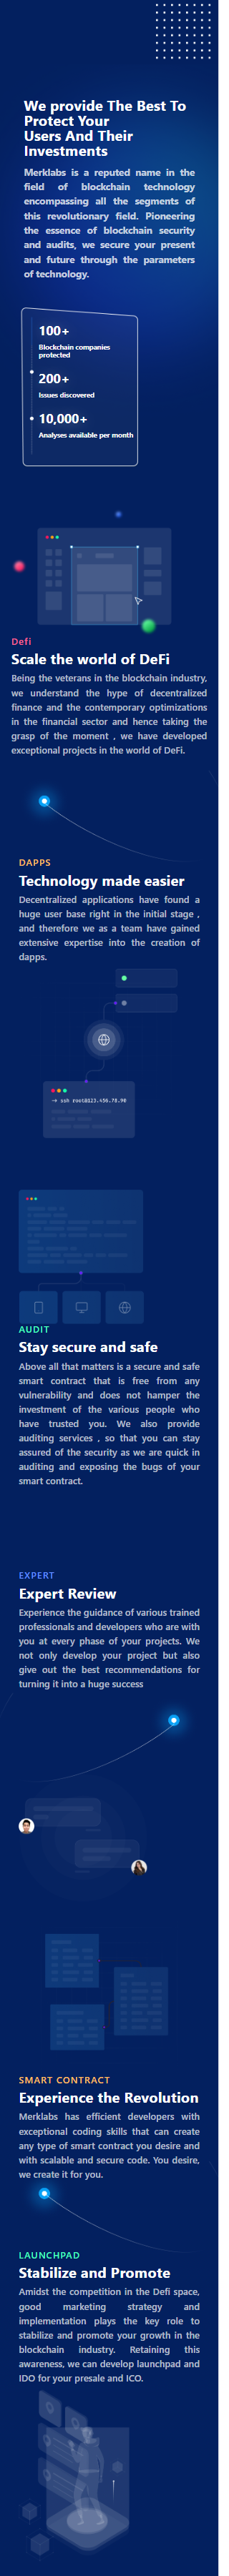 We provide The Best To
Protect Your
Users And Their
Investments
Merklabs is a reputed name in the
field of blockchain technology
encompassing all the segments of
this revolutionary field. Pioneering
the essence of blockchain security
and audits, we secure your present
and future through the parameters
of technology.
100+
Blockchain companies
protected
200+
Issues discovered
10,000+
Analyses available per month
Defi
Scale the world of DeFi
Being the veterans in the blockchain industry,
we understand the hype of decentralized
finance and the contemporary optimizations
in the financial sector and hence taking the
grasp of the moment , we have developed
exceptional projects in the world of DeFi.
DAPPS
Technology made easier
Decentralized applications have found a
huge user base right in the initial stage ,
and therefore we as a team have gained
extensive expertise into the creation of
dapps.
→ ssh root@123.456.78.90
AUDIT
Stay secure and safe
Above all that matters is a secure and safe
smart contract that is free from any
vulnerability and does not hamper the
investment of the various people who
have trusted you. We also provide
auditing services , so that you can stay
assured of the security as we are quick in
auditing and exposing the bugs of your
smart contract.
EXPERT
Expert Review
Experience the guidance of various trained
professionals and developers who are with
you at every phase of your projects. We
not only develop your project but also
give out the best recommendations for
turning it into a huge success
SMART CONTRACT
Experience the Revolution
Merklabs has efficient developers with
exceptional coding skills that can create
any type of smart contract you desire and
with scalable and secure code. You desire,
we create it for you.
LAUNCHPAD
Stabilize and Promote
Amidst the competition in the Defi space,
good marketing strategy and
implementation plays the key role to
stabilize and promote your growth in the
blockchain industry. Retaining this
awareness, we can develop launchpad and
IDO for your presale and ICO.